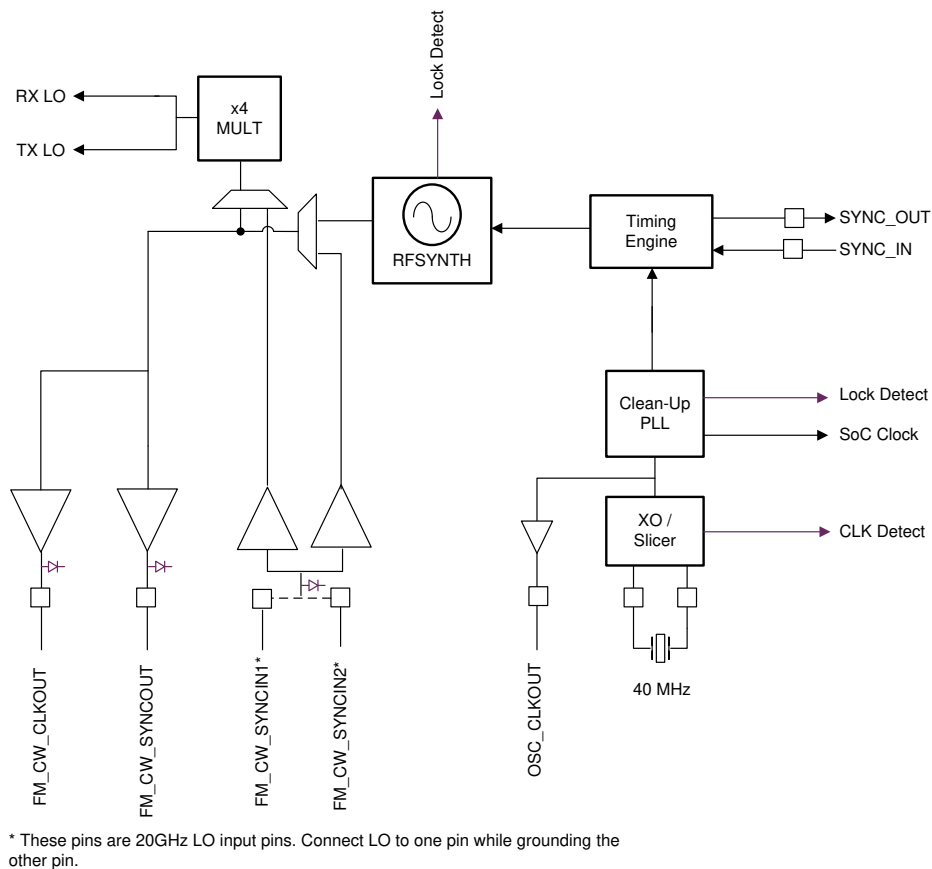 Lock Detect
RX LO
TX LO
x4
MULT
RFSYNTH
Timing
Engine
SYNC_OUT
SYNC_IN
Clean-Up
PLL
Lock Detect
SoC Clock
XO /
Slicer
CLK Detect
40 MHz
FM_CW_CLKOUT
FM_CW_SYNCOUT
FM_CW_SYNCIN1*
FM_CW_SYNCIN2*
OSC_CLKOUT
* These pins are 20GHz LO input pins. Connect LO to one pin while grounding the
other pin.